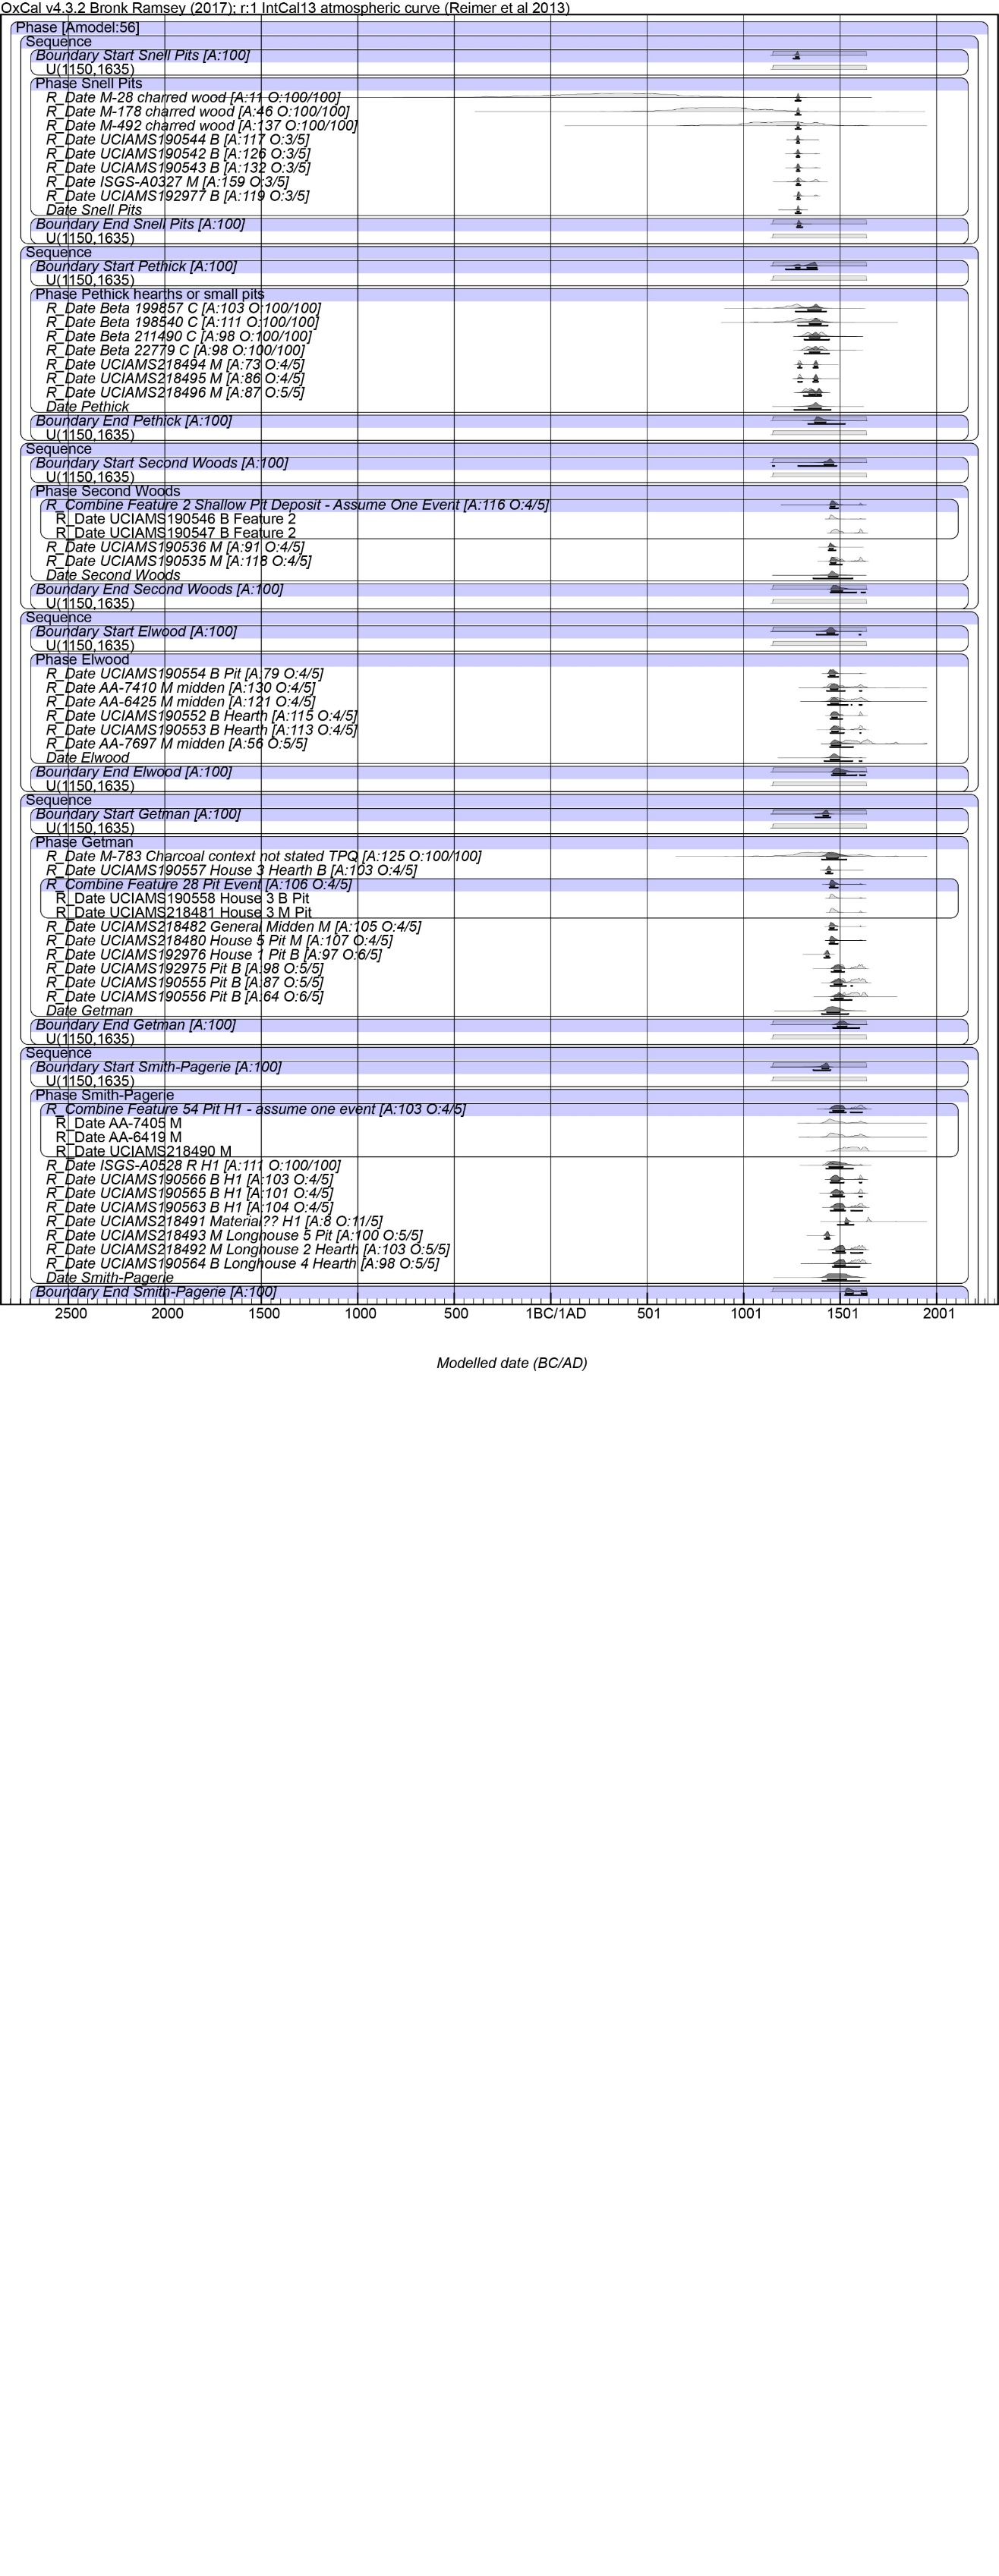 OxCal v4.3.2 Bronk Ramsey (2017); r:1 IntCal13 atmospheric curve (Reimer et al 2013)
Phase [Amodel:56]
Sequence
Boundary Start Snell Pits [A:100]
U(1150,1635)
Phase Snell Pits
R_Date M-28 charred wood [A:11 O:100/100]
R_Date M-178 charred wood [A:46 O:100/100]
R_Date M-492 charred wood [A:137 O:100/100]
R_Date UCIAMS190544 B [A:117 O:3/5]
R_Date UCIAMS190542 B [A:126 O:3/5]
R_Date UCIAMS190543 B [A:132 O:3/5]
R_Date ISGS-A0327 M [A:159 O:3/5]
R_Date UCIAMS192977 B [A:119 O:3/5]
Date Snell Pits
Boundary End Snell Pits [A:100]
U(1150,1635)
Sequence
Boundary Start Pethick [A:100]
U(1150,1635)
Phase Pethick hearths or small pits
R_Date Beta 199857 C [A:103 O:100/100]
R_Date Beta 198540 C [A:111 O:100/100]
R_Date Beta 211490 C [A:98 O:100/100]
R_Date Beta 22779 C [A:98 O:100/100]
R_Date UCIAMS218494 M [A:73 O:4/5]
R_Date UCIAMS218495 M [A:86 O:4/5]
R_Date UCIAMS218496 M [A:87 O:5/5]
Date Pethick
Boundary End Pethick [A:100]
U(1150,1635)
Sequence
Boundary Start Second Woods [A:100]
U(1150,1635)
Phase Second Woods
R_Combine Feature 2 Shallow Pit Deposit - Assume One Event [A:116 O:4/5]
R_Date UCIAMS190546 B Feature 2
R_Date UCIAMS190547 B Feature 2
R_Date UCIAMS190536 M [A:91 O:4/5]
R_Date UCIAMS190535 M [A:118 O:4/5]
Date Second Woods
Boundary End Second Woods [A:100]
U(1150,1635)
Sequence
Boundary Start Elwood [A:100]
U(1150,1635)
Phase Elwood
R_Date UCIAMS190554 B Pit [A:79 O:4/5]
R_Date AA-7410 M midden [A:130 O:4/5]
R_Date AA-6425 M midden [A:121 O:4/5]
R_Date UCIAMS190552 B Hearth [A:115 O:4/5]
R_Date UCIAMS190553 B Hearth [A:113 O:4/5]
R_Date AA-7697 M midden [A:56 O:5/5]
Date Elwood
Boundary End Elwood [A:100]
U(1150,1635)
Sequence
Boundary Start Getman [A:100]
U(1150,1635)
Phase Getman
R_Date M-783 Charcoal context not stated TPQ [A:125 O:100/100]
R_Date UCIAMS190557 House 3 Hearth B [A:103 O:4/5]
R_Combine Feature 28 Pit Event [A:106 O:4/5]
R_Date UCIAMS190558 House 3 B Pit
R_Date UCIAMS218481 House 3 M Pit
R_Date UCIAMS218482 General Midden M [A:105 O:4/5]
R_Date UCIAMS218480 House 5 Pit M [A:107 O:4/5]
R_Date UCIAMS192976 House 1 Pit B [A:97 O:6/5]
R_Date UCIAMS192975 Pit B [A:98 O:5/5]
R_Date UCIAMS190555 Pit B [A:87 O:5/5]
R_Date UCIAMS190556 Pit B [A:64 O:6/5]
Date Getman
Boundary End Getman [A:100]
U(1150,1635)
Sequence
Boundary Start Smith-Pagerie [A:100]
U(1150,1635)
Phase Smith-Pagerie
R_Combine Feature 54 Pit H1 - assume one event [A:103 O:4/5]
R_Date AA-7405 M
R_Date AA-6419 M
R_Date UCIAMS218490 M
R_Date ISGS-A0528 R H1 [A:111 O:100/100]
R_Date UCIAMS190566 B H1 [A:103 O:4/5]
R_Date UCIAMS190565 B H1 [A:101 O:4/5]
R_Date UCIAMS190563 B H1 [A:104 O:4/5]
R_Date UCIAMS218491 Material?? H1 [A:8 O:11/5]
R_Date UCIAMS218493 M Longhouse 5 Pit [A:100 O:5/5]
R_Date UCIAMS218492 M Longhouse 2 Hearth [A:103 O:5/5]
R_Date UCIAMS190564 B Longhouse 4 Hearth [A:98 O:5/5]
Date Smith-Pagerie
Boundary End Smith-Pagerie [A:100]
2500 2000 1500 1000 500 1BC/1AD 501 1001 1501 2001
Modelled date (BC/AD)